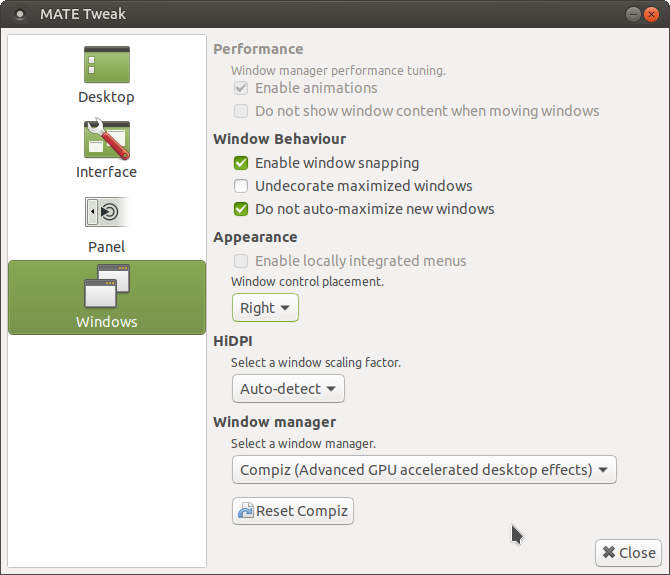 MATE Tweak
Desktop
Interface
Panel
Windows
Performance
Window manager performance tuning.
Enable animations
Do not show window content when moving windows
Window Behaviour
Enable window snapping
Undecorate maximized windows
Do not auto-maximize new windows
Appearance
Enable locally integrated menus
Window control placement.
Right
HiDPI
Select a window scaling factor.
Auto-detect
Window manager
Select a window manager.
Compiz (Advanced GPU accelerated desktop effects)
Reset Compiz
Close